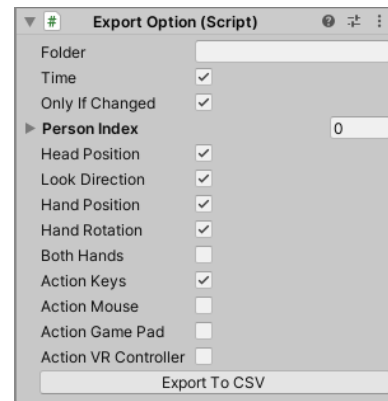 Export Option (Script)
Folder
Time
Only If Changed
Person Index 0
Head Position
Look Direction
Hand Position
Hand Rotation
Both Hands
Action Keys
Action Mouse
Action Game Pad
Action VR Controller
Export To CSV